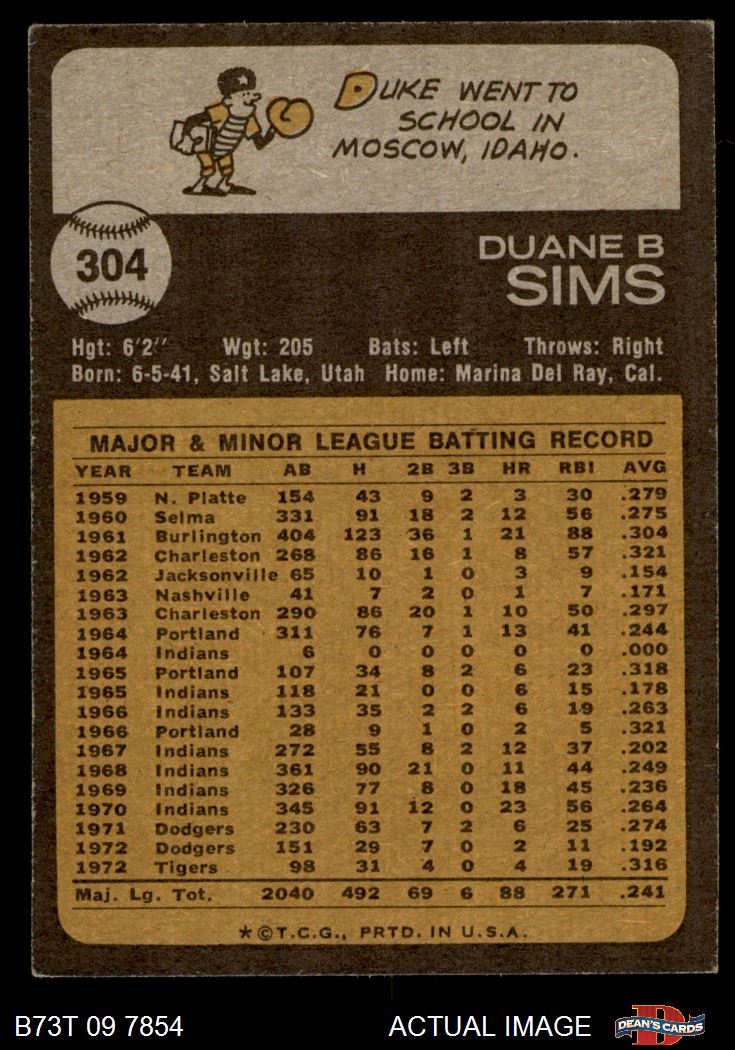 DUKE WENT TO
SCHOOL IN
MOSCOW, IDAHO.
304
DUANE B
SIMS
Hgt: 6'2" Wgt: 205 Bats: Left Throws: Right
Born: 6-5-41, Salt Lake, Utah Home: Marina Del Ray, Cal.
MAJOR & MINOR LEAGUE BATTING RECORD
YEAR TEAM AB H 2B 3B HR RBI AVG
1959 N. Platte 154 43 9 2 3 30 .279
1960 Selma 331 91 18 2 12 56 .275
1961 Burlington 404 123 36 1 21 88 .304
1962 Charleston 268 86 16 1 8 57 .321
1962 Jacksonville 65 10 1 0 3 9 .154
1963 Nashville 41 7 2 0 1 7 .171
1963 Charleston 290 86 20 1 10 50 .297
1964 Portland 311 76 7 1 13 41 .244
1964 Indians 6 0 0 0 0 0 .000
1965 Portland 107 34 8 2 6 23 .318
1965 Indians 118 21 0 0 6 15 .178
1966 Indians 133 35 2 2 6 19 .263
1966 Portland 28 9 1 0 2 5 .321
1967 Indians 272 55 8 2 12 37 .202
1968 Indians 361 90 21 0 11 44 .249
1969 Indians 326 77 8 0 18 45 .236
1970 Indians 345 91 12 0 23 56 .264
1971 Dodgers 230 63 7 2 6 25 .274
1972 Dodgers 151 29 7 0 2 11 .192
1972 Tigers 98 31 4 0 4 19 .316
Maj. Lg. Tot. 2040 492 69 6 88 271 .241
*©T.C.G., PRTD. IN U.S.A.
B73T 09 7854 ACTUAL IMAGE DEAN'S CARDS